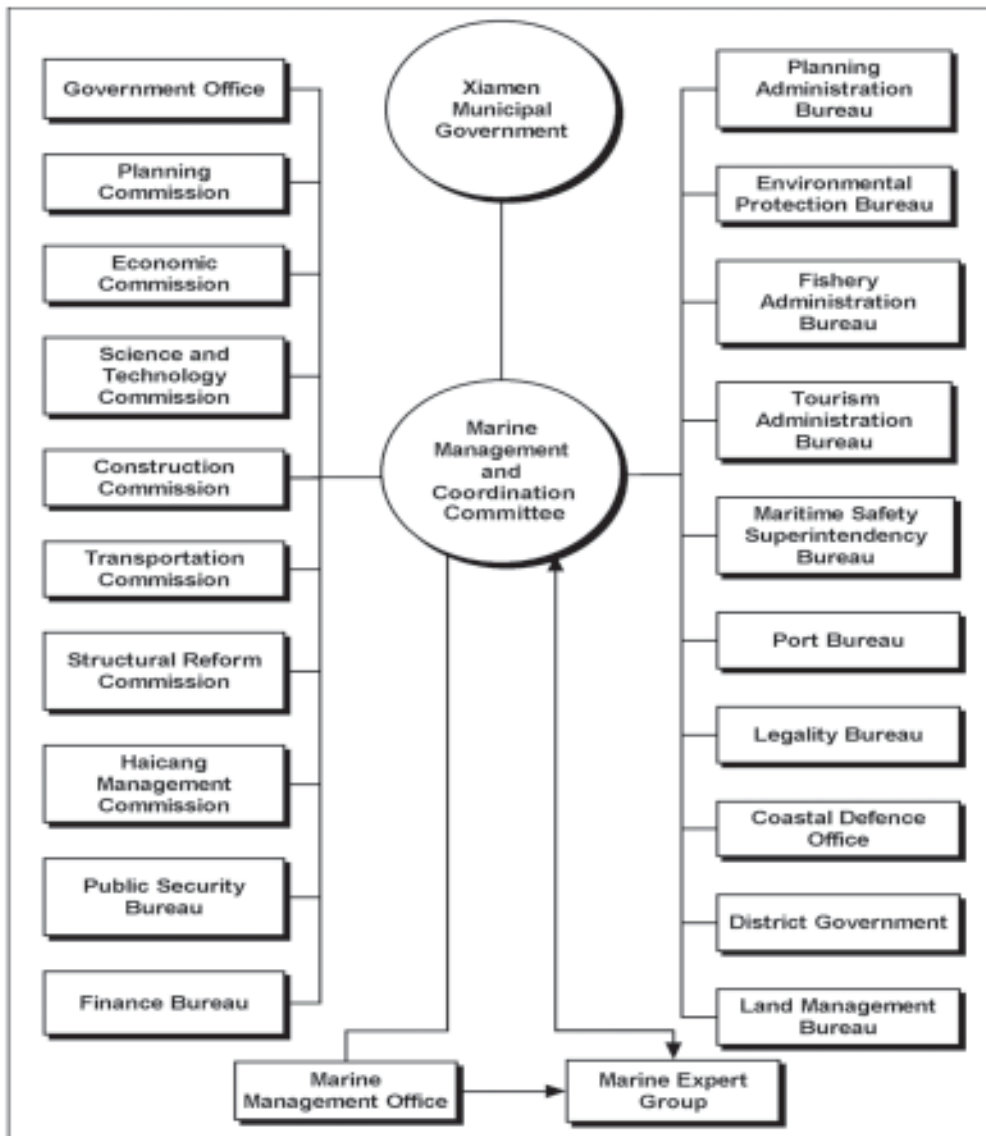 Government Office
Planning
Commission
Economic
Commission
Science and
Technology
Commission
Construction
Commission
Transportation
Commission
Structural Reform
Commission
Haicang
Management
Commission
Public Security
Bureau
Finance Bureau
Xiamen
Municipal
Government
Marine
Management
and
Coordination
Committee
Planning
Administration
Bureau
Environmental
Protection Bureau
Fishery
Administration
Bureau
Tourism
Administration
Bureau
Maritime Safety
Superintendency
Bureau
Port Bureau
Legality Bureau
Coastal Defence
Office
District Government
Land Management
Bureau
Marine
Management Office
Marine Expert
Group